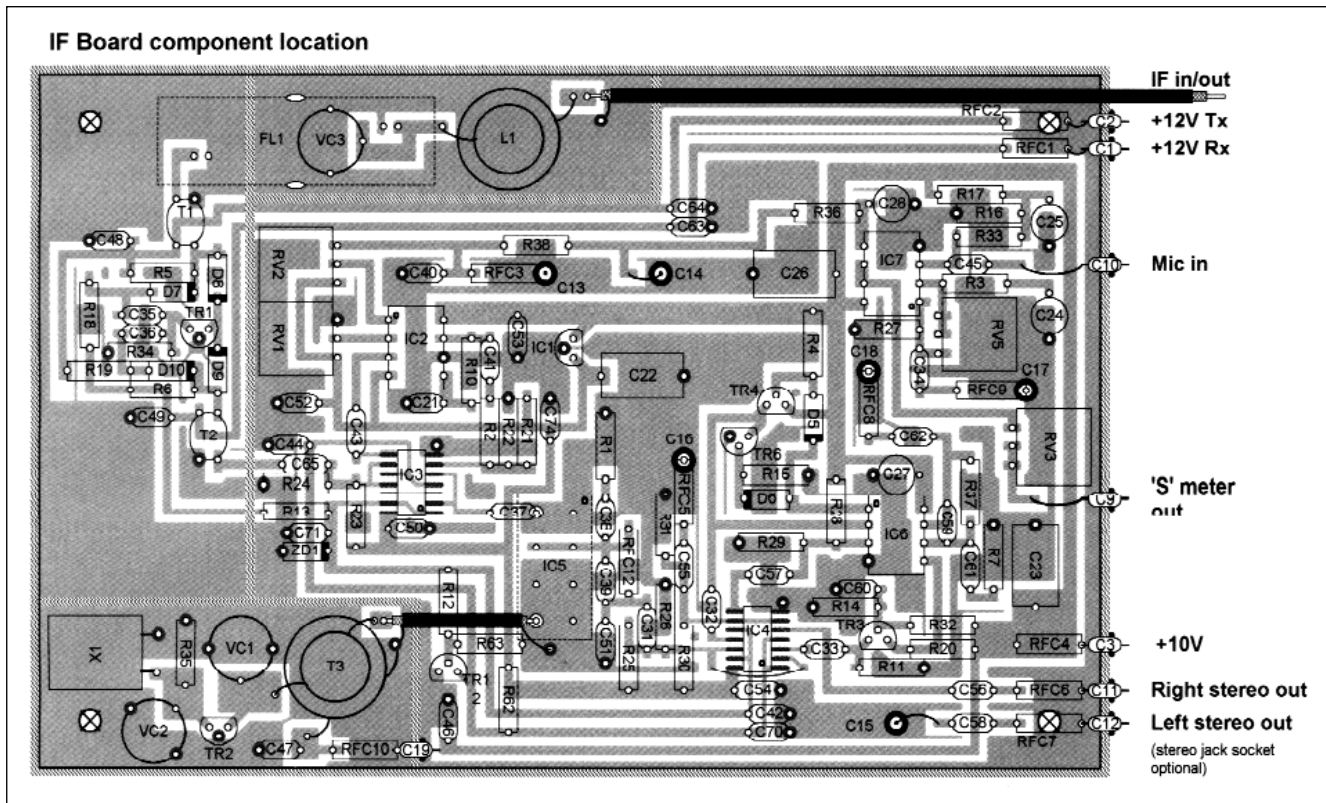 IF Board component location
IF in/out
RFC2
C2
+12V Tx
FL1
VC3
L1
RFC1
C1
+12V Rx
T1
C64
C63
R36
C28
R17
R16
C25
C48
R33
RV2
R38
C40
RFC3
C13
C14
C26
IC7
C45
C10
Mic in
R5
D7
D8
R3
R18
C35
C36
TR1
R34
RV1
IC2
C53
IC1
R4
R27
RV5
C24
R10
C41
C18
C34
C17
R19
D10
D9
R6
C22
RFC8
RFC9
C49
T2
C52
C21
R2
R22
R21
C74
TR4
D5
C43
C44
R1
C16
TR6
C62
RV3
C65
IC3
R24
RFC5
R15
C27
R37
'S' meter
out
C9
R13
R23
C50
C37
R31
D6
R28
C71
ZD1
IC5
R29
IC6
C61
R7
C23
RFC12
C55
C57
R12
C39
C32
C60
R14
C31
IC4
TR3
R32
X1
R35
VC1
T3
R63
C51
R25
R30
C33
R20
RFC4
C3
+10V
TR1
2
R62
R11
C54
C56
RFC6
C11
Right stereo out
VC2
TR2
C46
C42
C15
C58
RFC7
C12
Left stereo out
C47
RFC10
C19
C70
(stereo jack socket
optional)